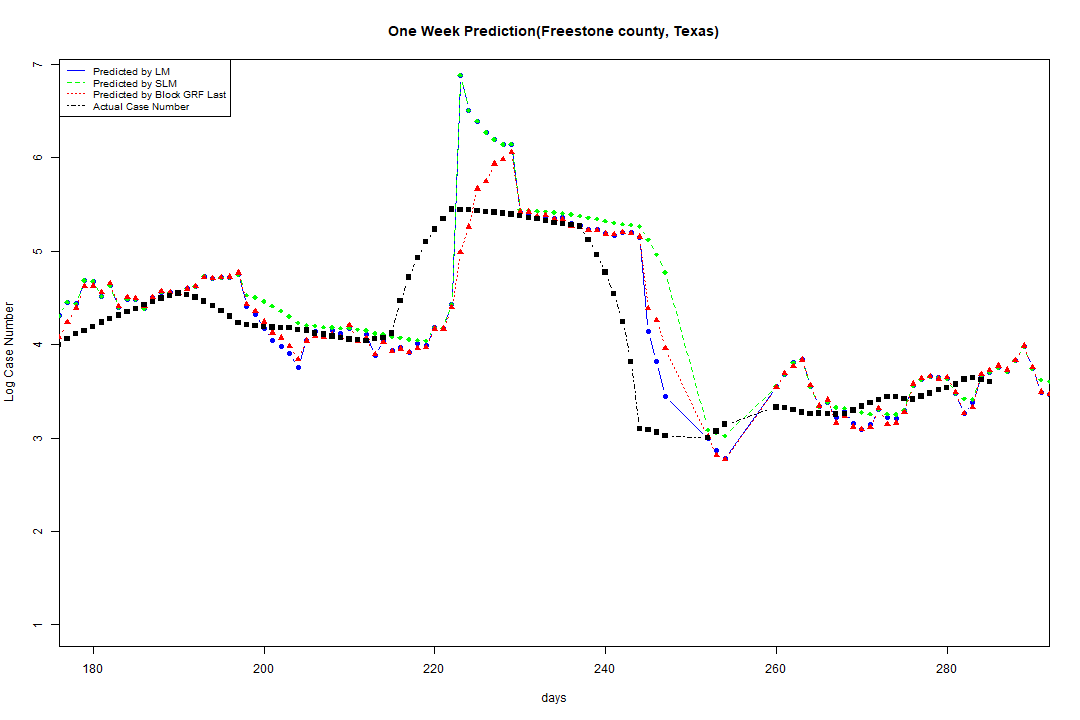 One Week Prediction(Freestone county, Texas)
Predicted by LM
Predicted by SLM
Predicted by Block GRF Last
Actual Case Number
Log Case Number
7
6
5
4
3
2
1
180 200 220 240 260 280
days